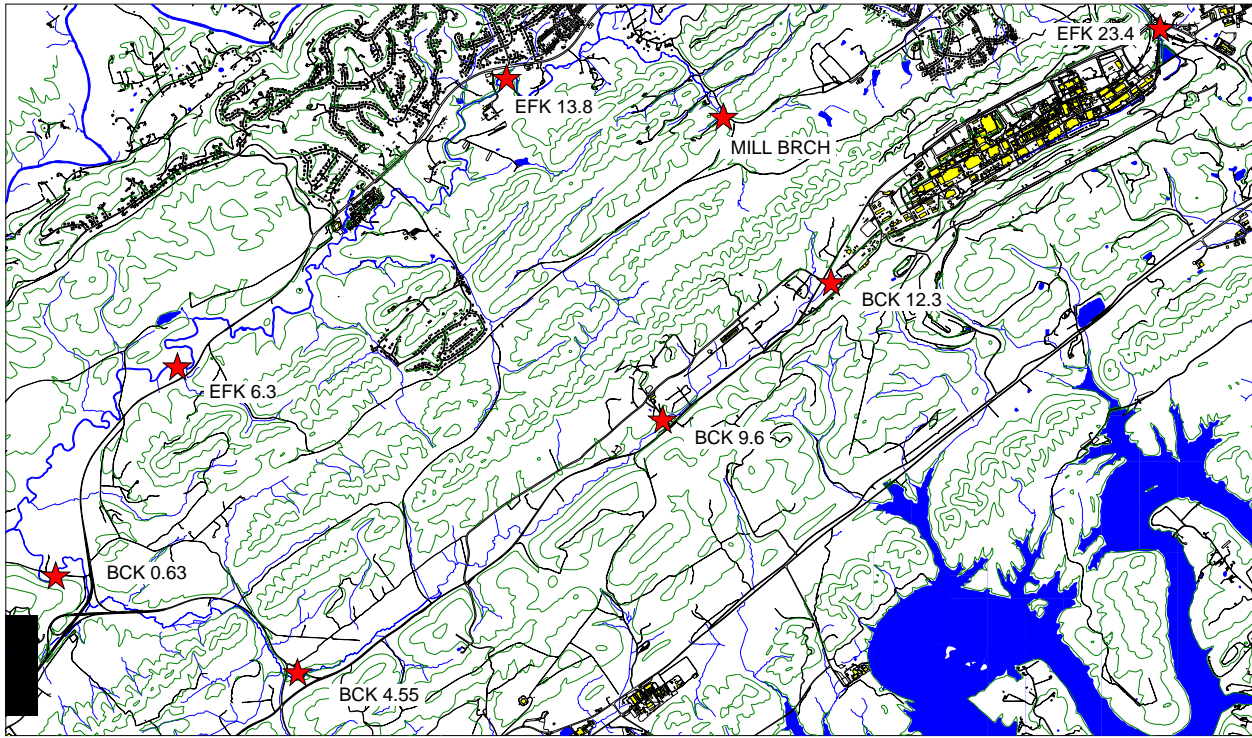 EFK 23.4
EFK 13.8
MILL BRCH
BCK 12.3
EFK 6.3
BCK 9.6
BCK 0.63
BCK 4.55